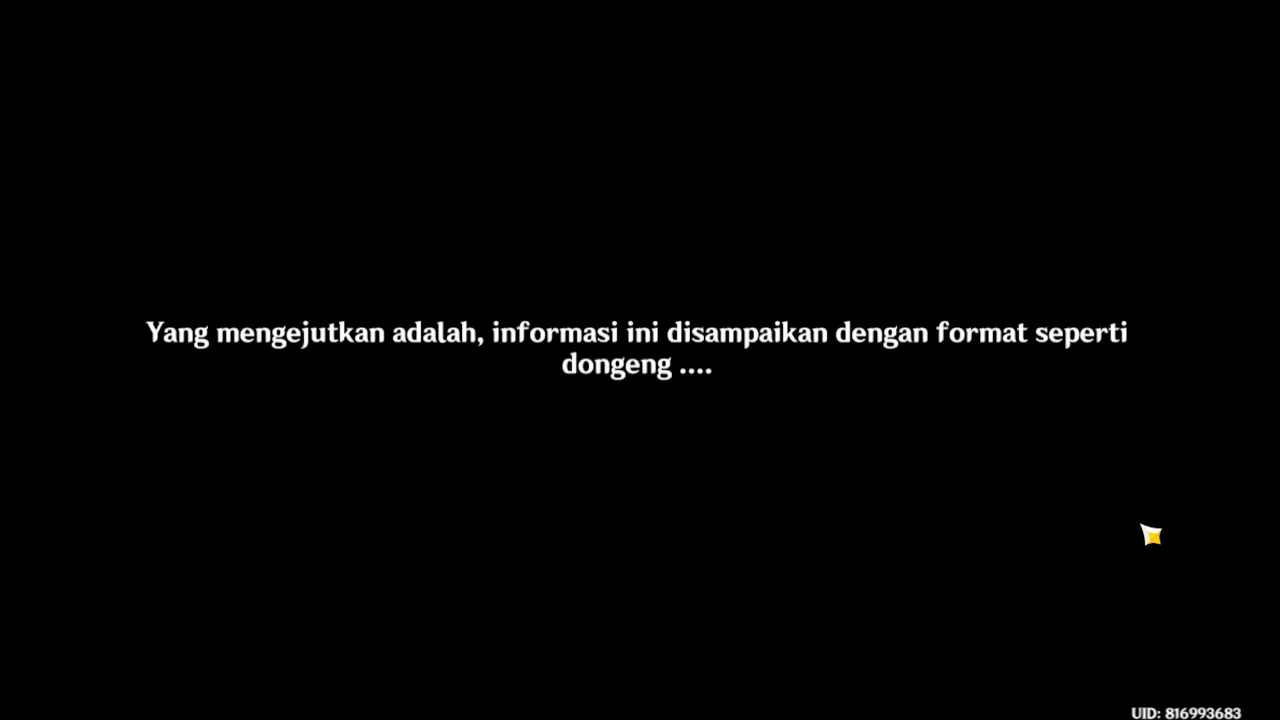 Yang mengejutkan adalah, informasi ini disampaikan dengan format seperti
dongeng ....
UID: 816993683